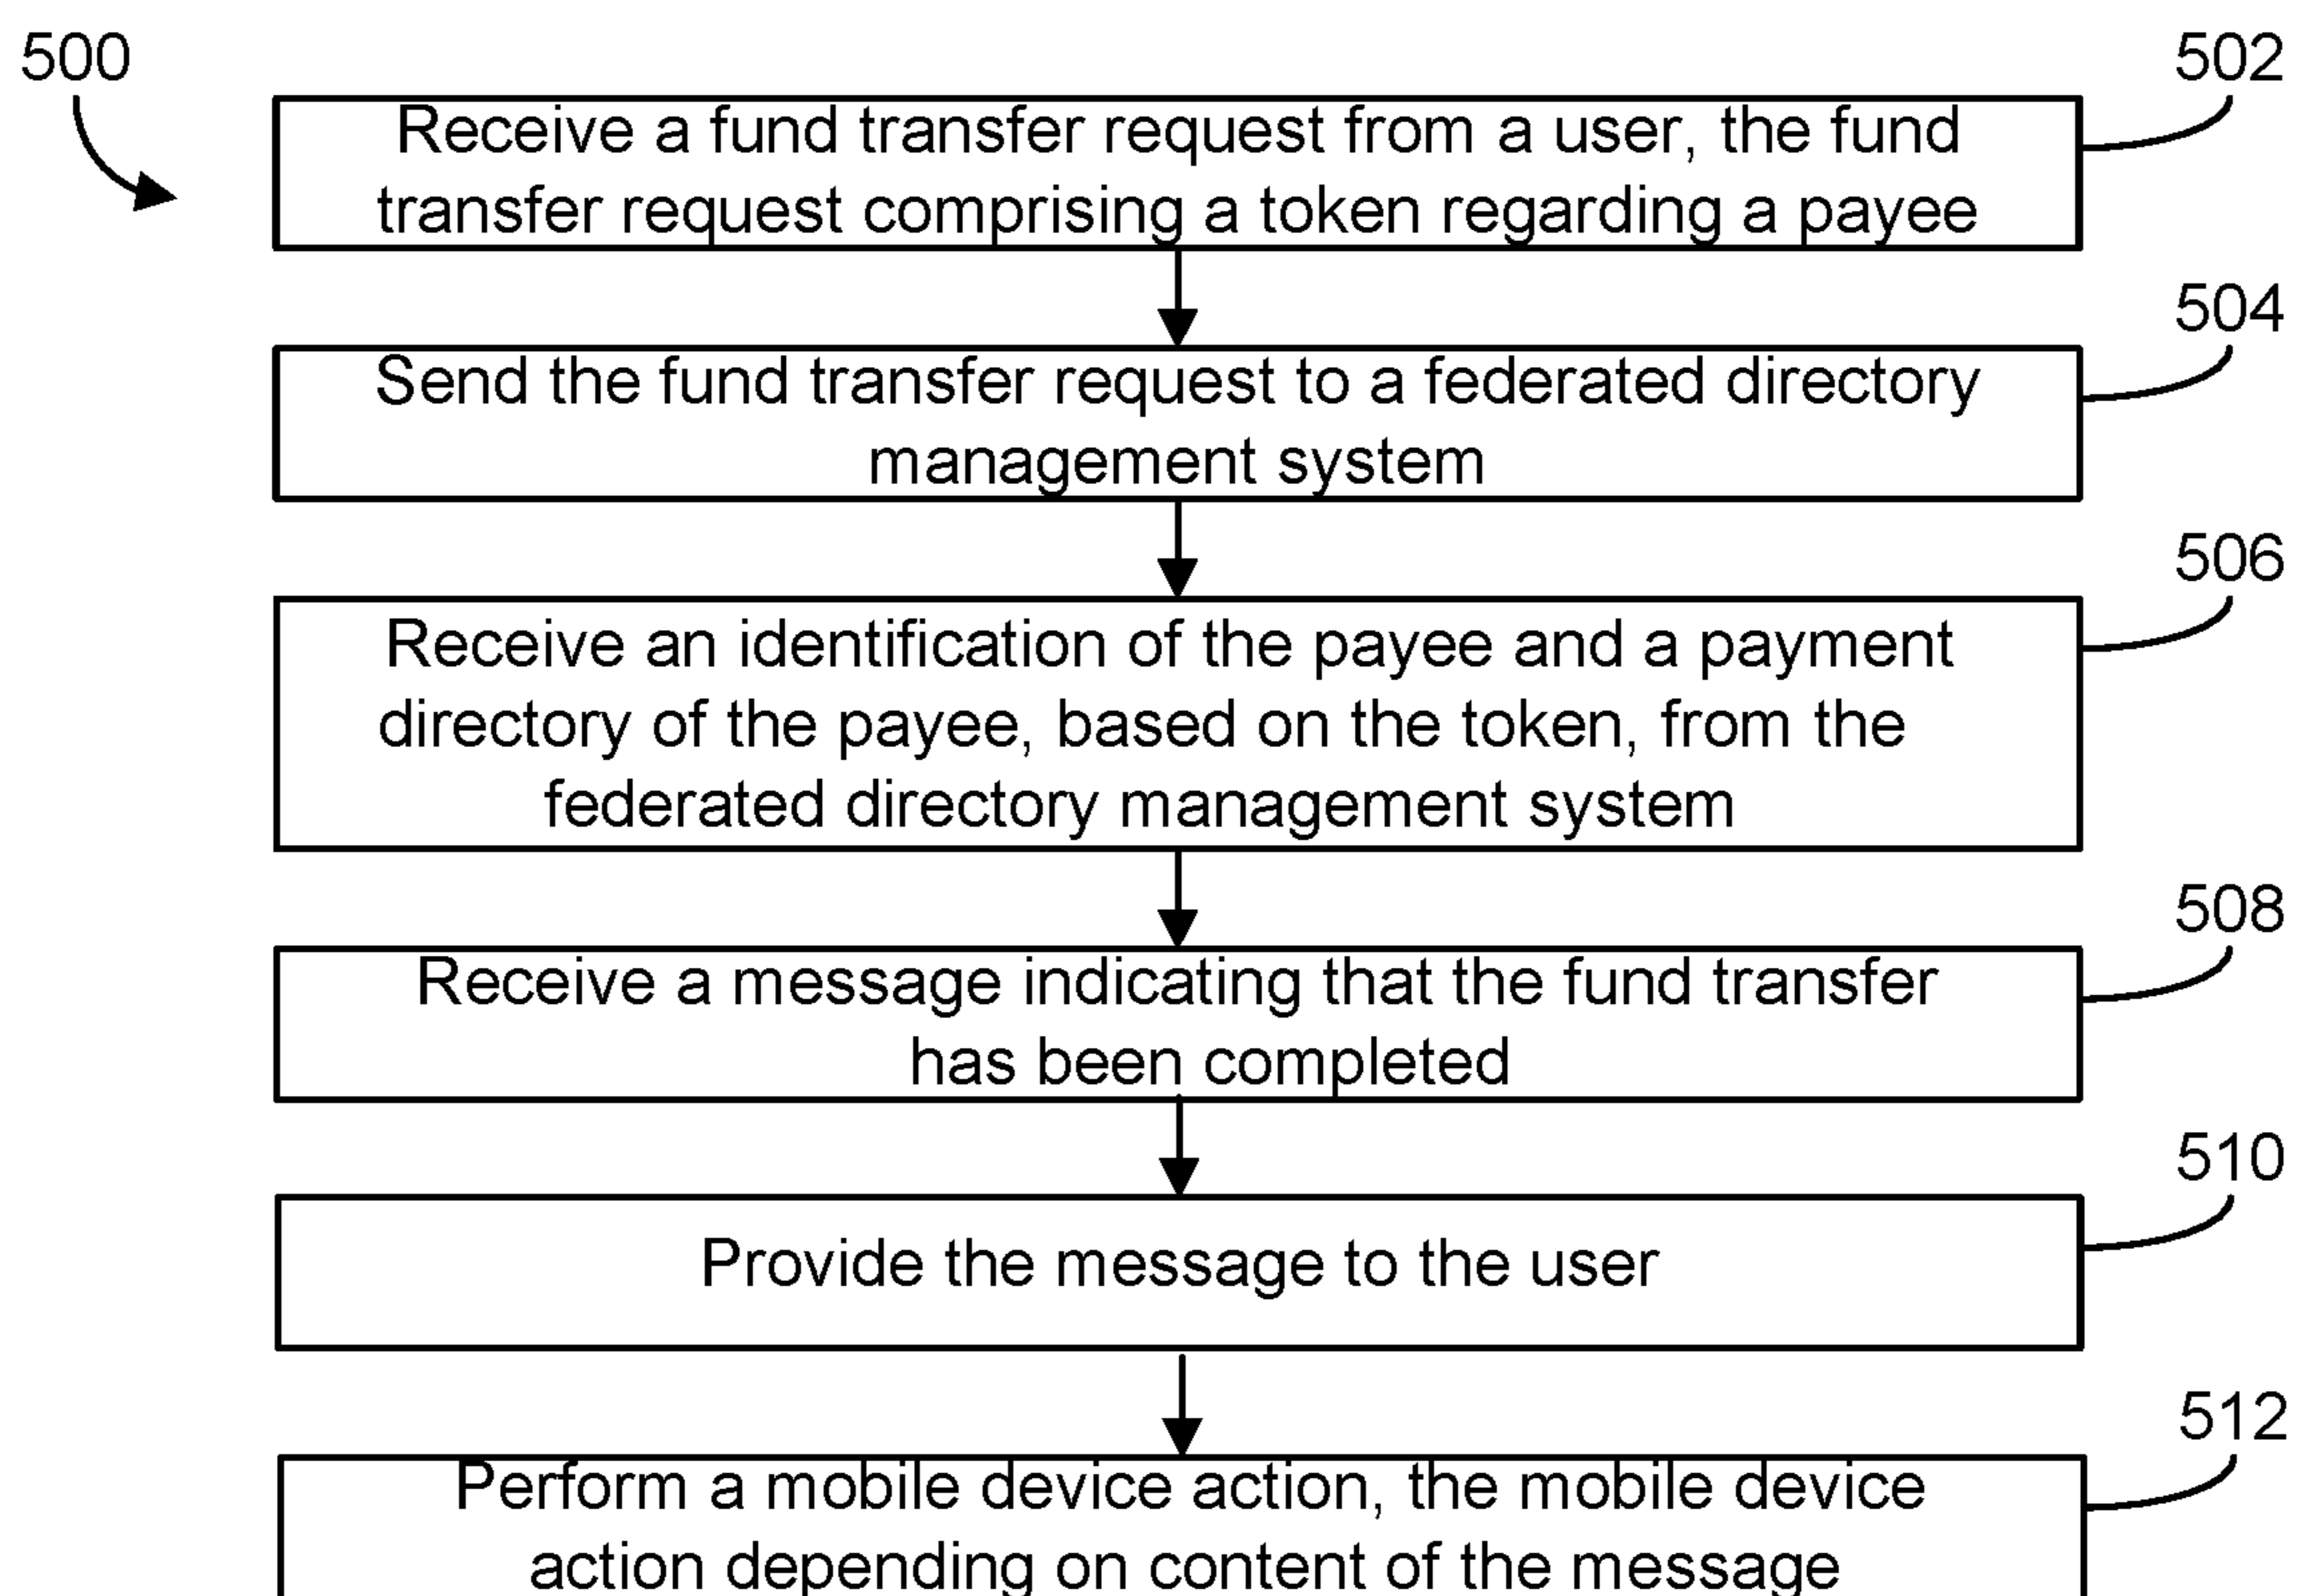 500
502
Receive a fund transfer request from a user, the fund
transfer request comprising a token regarding a payee
504
Send the fund transfer request to a federated directory
management system
506
Receive an identification of the payee and a payment
directory of the payee, based on the token, from the
federated directory management system
508
Receive a message indicating that the fund transfer
has been completed
510
Provide the message to the user
512
Perform a mobile device action, the mobile device
action depending on content of the message